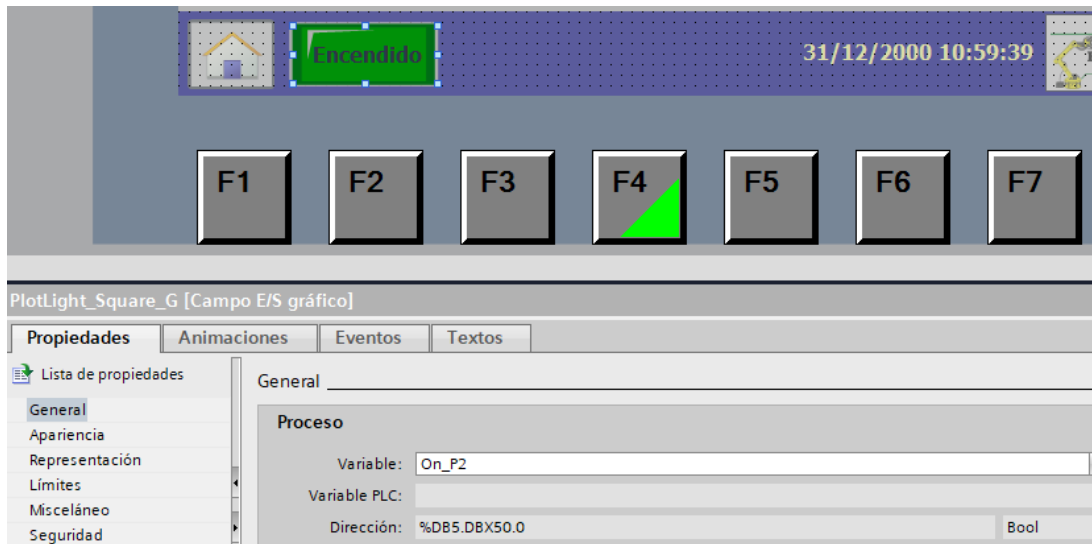 Encendido
31/12/2000 10:59:39
F1 F2 F3 F4 F5 F6 F7
PlotLight_Square_G [Campo E/S gráfico]
Propiedades Animaciones Eventos Textos
Lista de propiedades
General
General
Proceso
Apariencia
Representación
Variable: On_P2
Límites
Variable PLC:
Misceláneo
Dirección: %DB5.DBX50.0 Bool
Seguridad